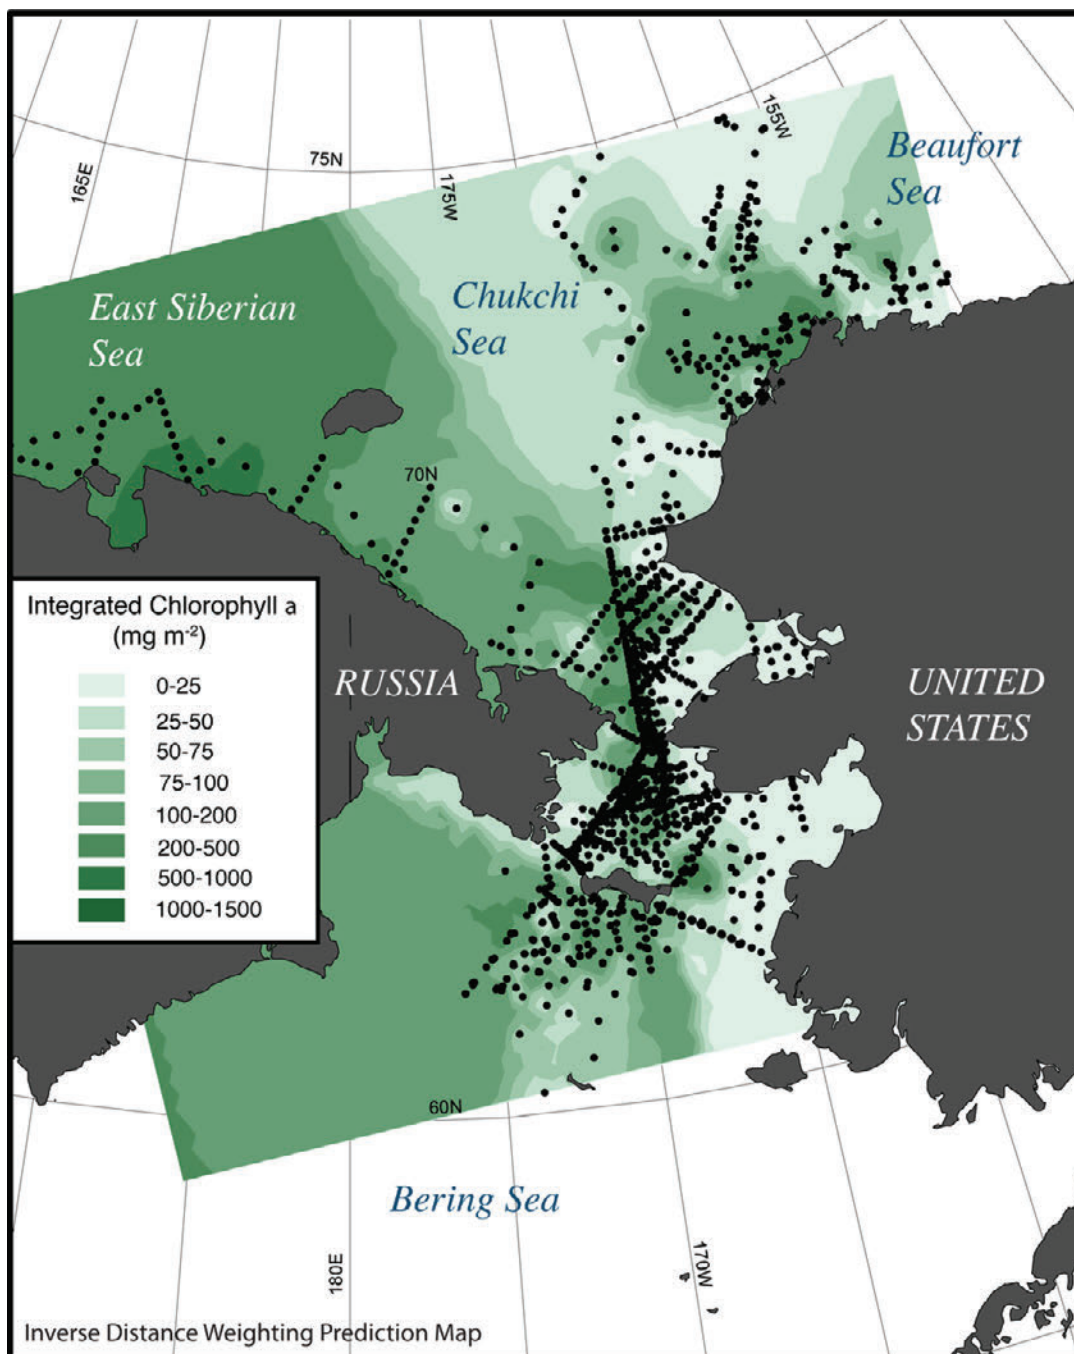 155W
Beaufort
Sea
165E
75N
175W
East Siberian
Sea
Chukchi
Sea
70N
Integrated Chlorophyll a
(mg m-2)
0-25
25-50
50-75
75-100
100-200
200-500
500-1000
1000-1500
RUSSIA
UNITED
STATES
60N
Bering Sea
180E
170W
Inverse Distance Weighting Prediction Map